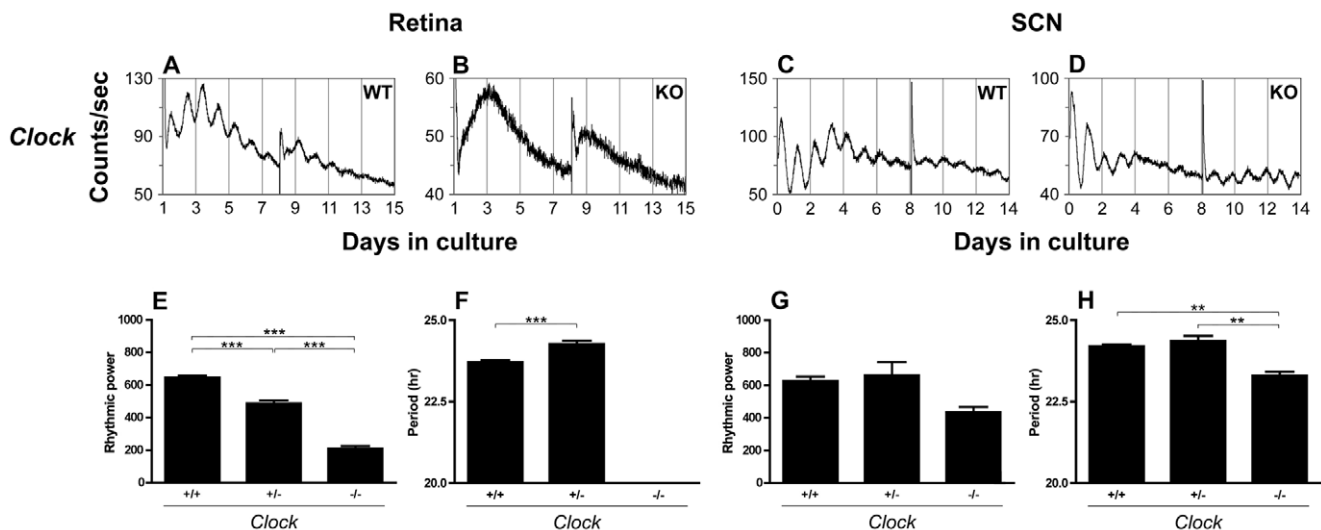 Retina
SCN
A
B
C
D
Clock
Counts/sec
130
90
50
WT
1 3 5 7 9 11 13 15
60
50
40
KO
1 3 5 7 9 11 13 15
150
100
50
WT
0 2 4 6 8 10 12 14
100
70
40
KO
0 2 4 6 8 10 12 14
Days in culture
Days in culture
E
Rhythmic power
1000
800
600
400
200
0
***
*** ***
+/+ +/- -/-
Clock
F
Period (hr)
25.0
22.5
20.0
***
+/+ +/- -/-
Clock
G
Rhythmic power
1000
800
600
400
200
0
+/+ +/- -/-
Clock
H
Period (hr)
25.0
22.5
20.0
**
**
+/+ +/- -/-
Clock